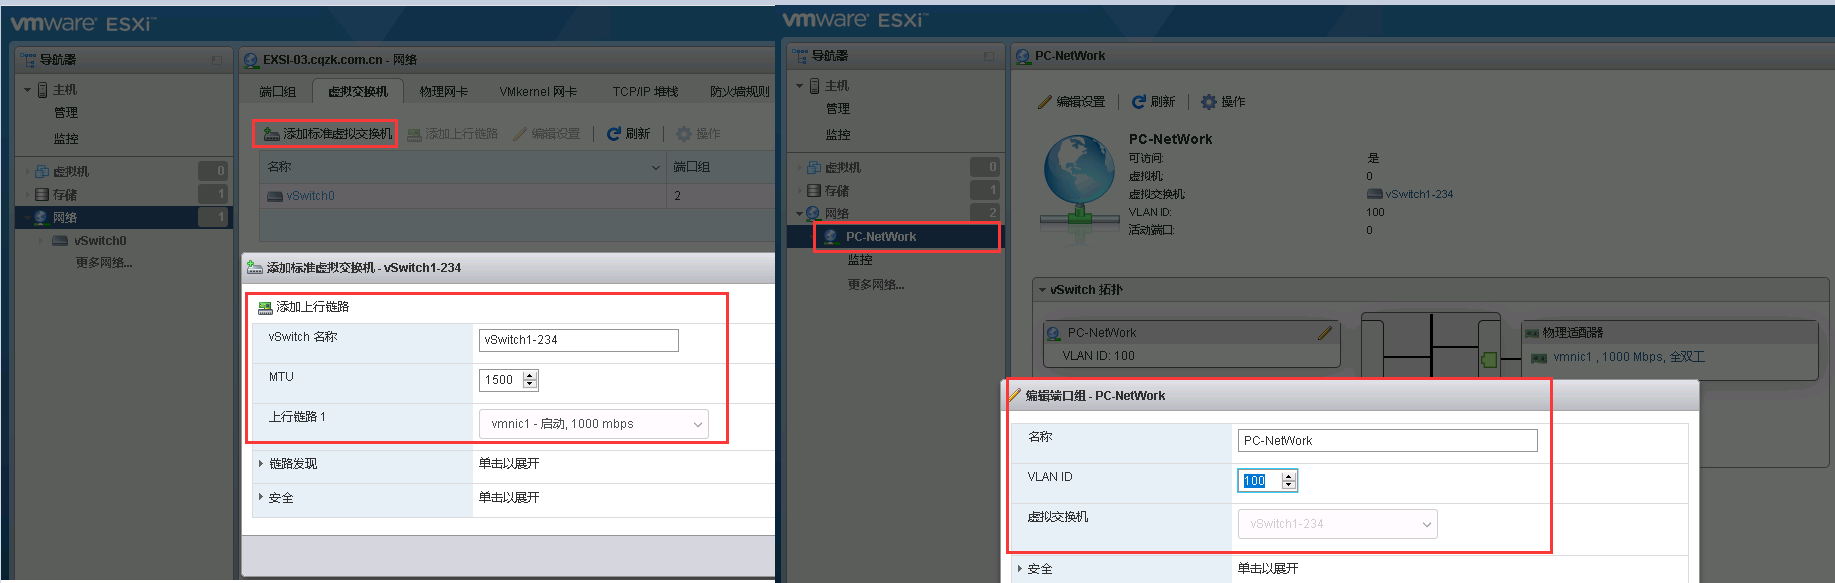 vmware ESXi™
导航器
主机
管理
监控
虚拟机 0
存储 1
网络 1
vSwitch0
更多网络...
EXSI-03.cqzk.com.cn - 网络
端口组 虚拟交换机 物理网卡 VMkernel 网卡 TCP/IP 堆栈 防火墙规则
添加标准虚拟交换机 添加上行链路 编辑设置 刷新 操作
名称 端口组
vSwitch0 2
添加标准虚拟交换机 - vSwitch1-234
添加上行链路
vSwitch 名称 vSwitch1-234
MTU 1500
上行链路 1 vmnic1 - 启动, 1000 mbps
链路发现 单击以展开
安全 单击以展开
vmware ESXi™
导航器
主机
管理
监控
虚拟机 0
存储 1
网络 2
PC-NetWork
监控
更多网络...
PC-NetWork
编辑设置 刷新 操作
PC-NetWork
可访问: 是
虚拟机: 0
虚拟交换机: vSwitch1-234
VLAN ID: 100
活动端口: 0
vSwitch 拓扑
PC-NetWork
VLAN ID: 100
物理适配器
vmnic1 , 1000 Mbps, 全双工
编辑端口组 - PC-NetWork
名称 PC-NetWork
VLAN ID 100
虚拟交换机 vSwitch1-234
安全 单击以展开